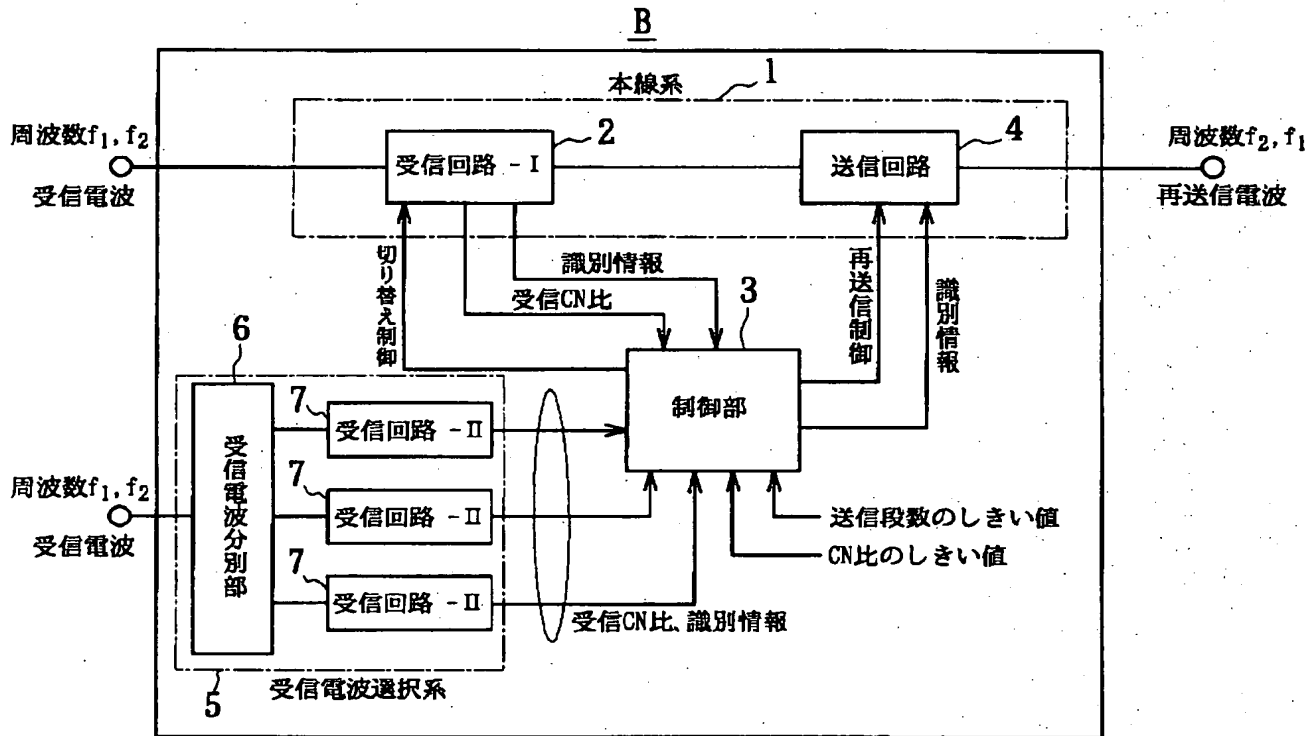 B
本線系
1
周波数f1, f2
受信電波
受信回路 - I
2
送信回路
4
周波数f2, f1
再送信電波
切り替え制御
識別情報
受信CN比
3
再送信制御
識別情報
制御部
6
受信電波分別部
7
受信回路 - II
7
受信回路 - II
7
受信回路 - II
周波数f1, f2
受信電波
送信段数のしきい値
CN比のしきい値
受信CN比、識別情報
5
受信電波選択系